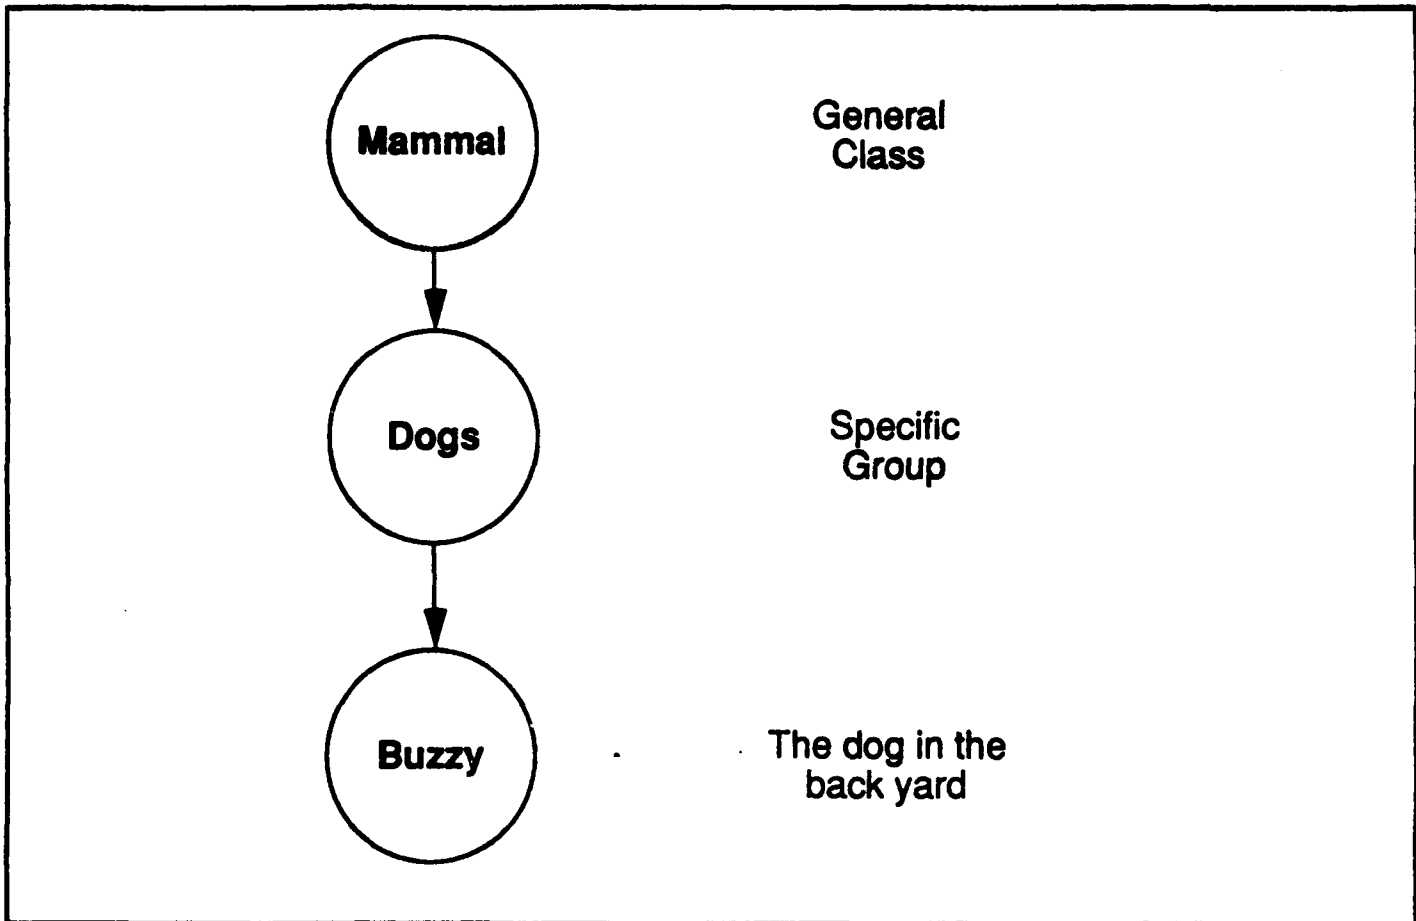 Mammal
General
Class
Dogs
Specific
Group
Buzzy
The dog in the
back yard